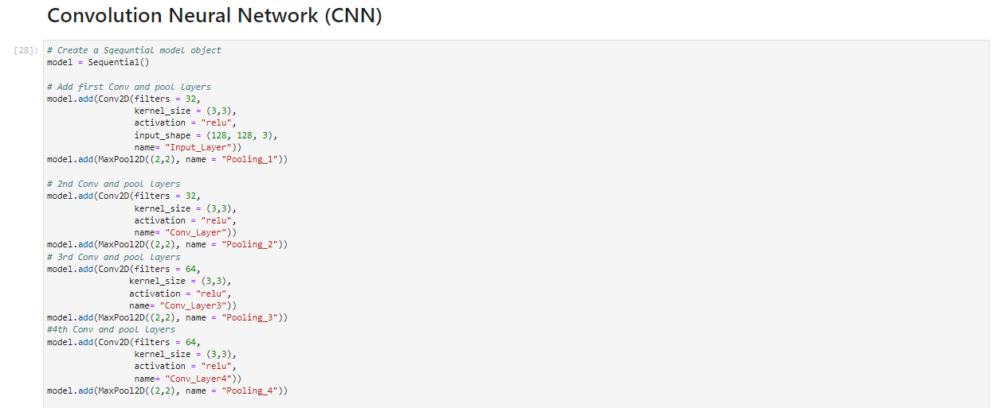 Convolution Neural Network (CNN)
[28]: # Create a Sqequntial model object
model = Sequential()
# Add first Conv and pool layers
model.add(Conv2D(filters = 32,
kernel_size = (3,3),
activation = "relu",
input_shape = (128, 128, 3),
name= "Input_Layer"))
model.add(MaxPool2D((2,2), name = "Pooling_1"))
# 2nd Conv and pool layers
model.add(Conv2D(filters = 32,
kernel_size = (3,3),
activation = "relu",
name= "Conv_Layer"))
model.add(MaxPool2D((2,2), name = "Pooling_2"))
# 3rd Conv and pool layers
model.add(Conv2D(filters = 64,
kernel_size = (3,3),
activation = "relu",
name= "Conv_Layer3"))
model.add(MaxPool2D((2,2), name = "Pooling_3"))
#4th Conv and pool layers
model.add(Conv2D(filters = 64,
kernel_size = (3,3),
activation = "relu",
name= "Conv_Layer4"))
model.add(MaxPool2D((2,2), name = "Pooling_4"))